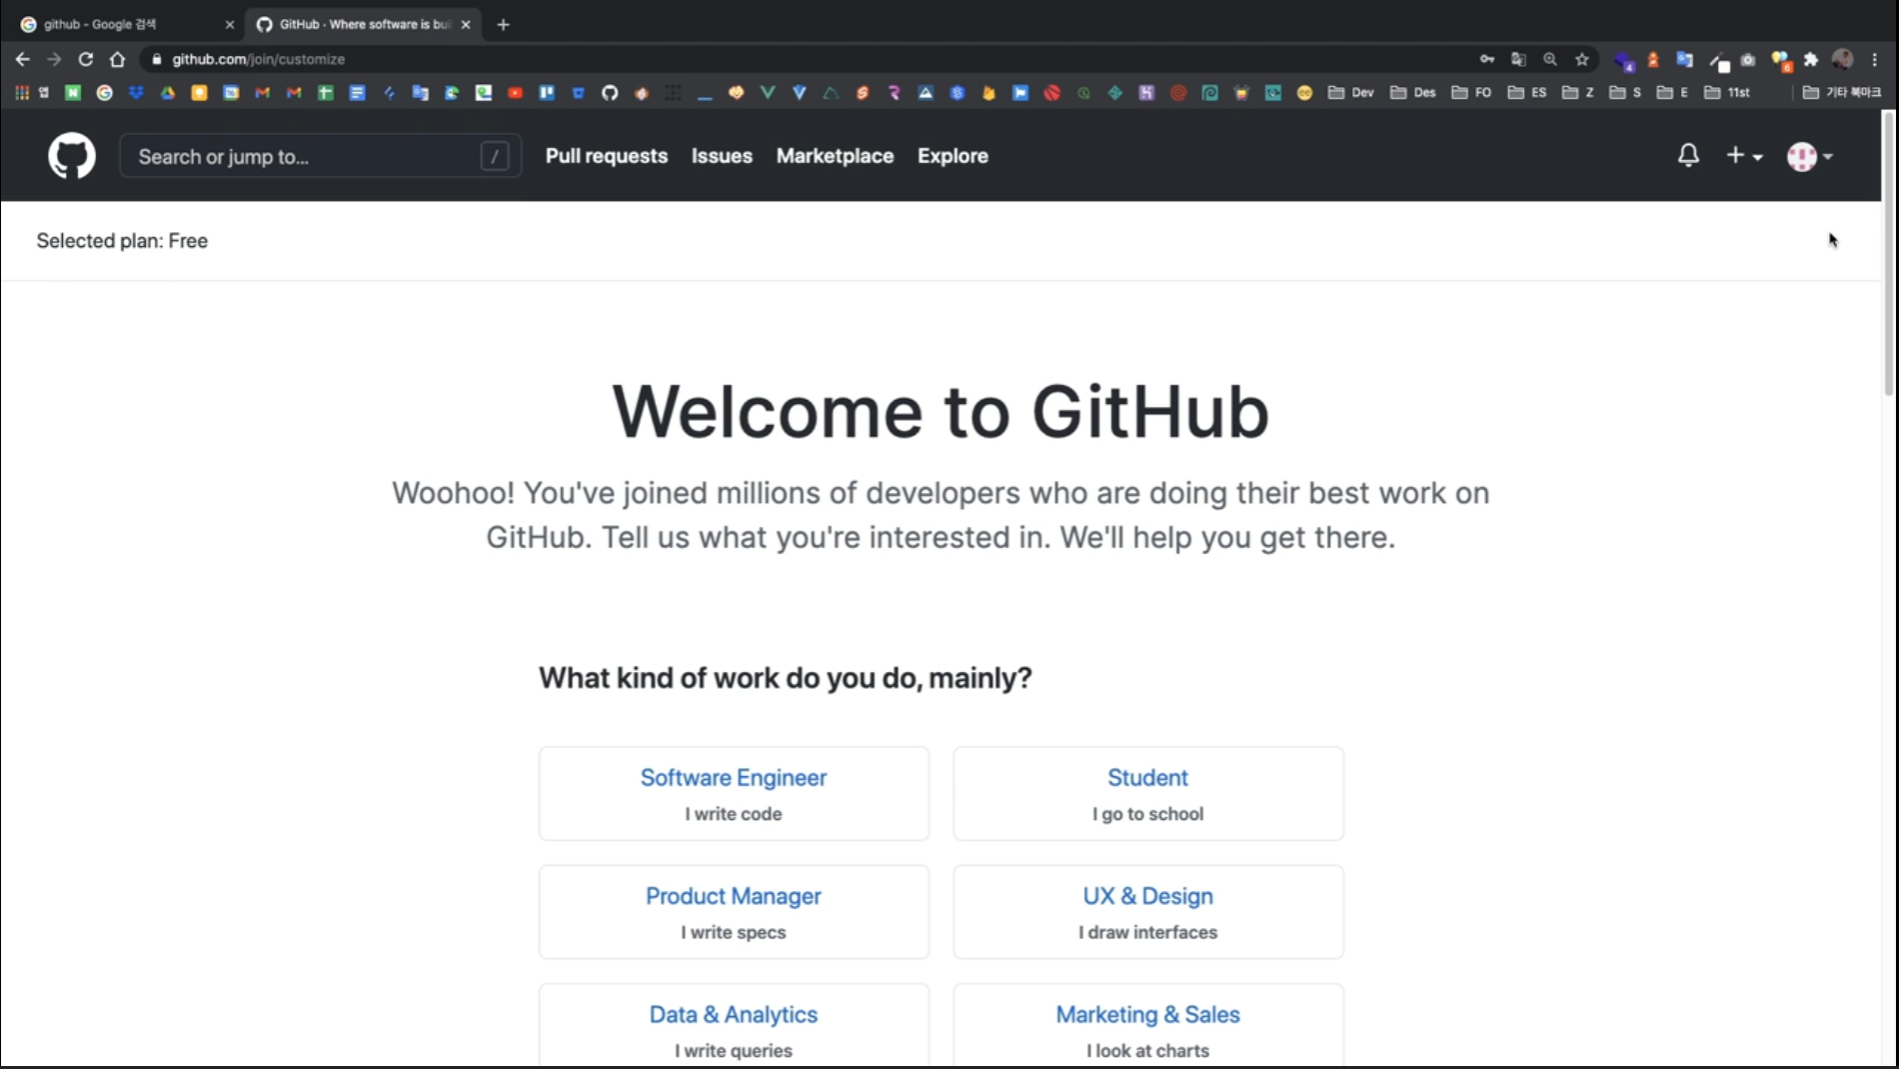 github - Google 검색
GitHub · Where software is bui
github.com/join/customize
앱
Dev
Des
FO
ES
Z
S
E
11st
기타 북마크
Search or jump to...
/
Pull requests
Issues
Marketplace
Explore
Selected plan: Free
Welcome to GitHub
Woohoo! You've joined millions of developers who are doing their best work on
GitHub. Tell us what you're interested in. We'll help you get there.
What kind of work do you do, mainly?
Software Engineer
I write code
Student
I go to school
Product Manager
I write specs
UX & Design
I draw interfaces
Data & Analytics
I write queries
Marketing & Sales
I look at charts